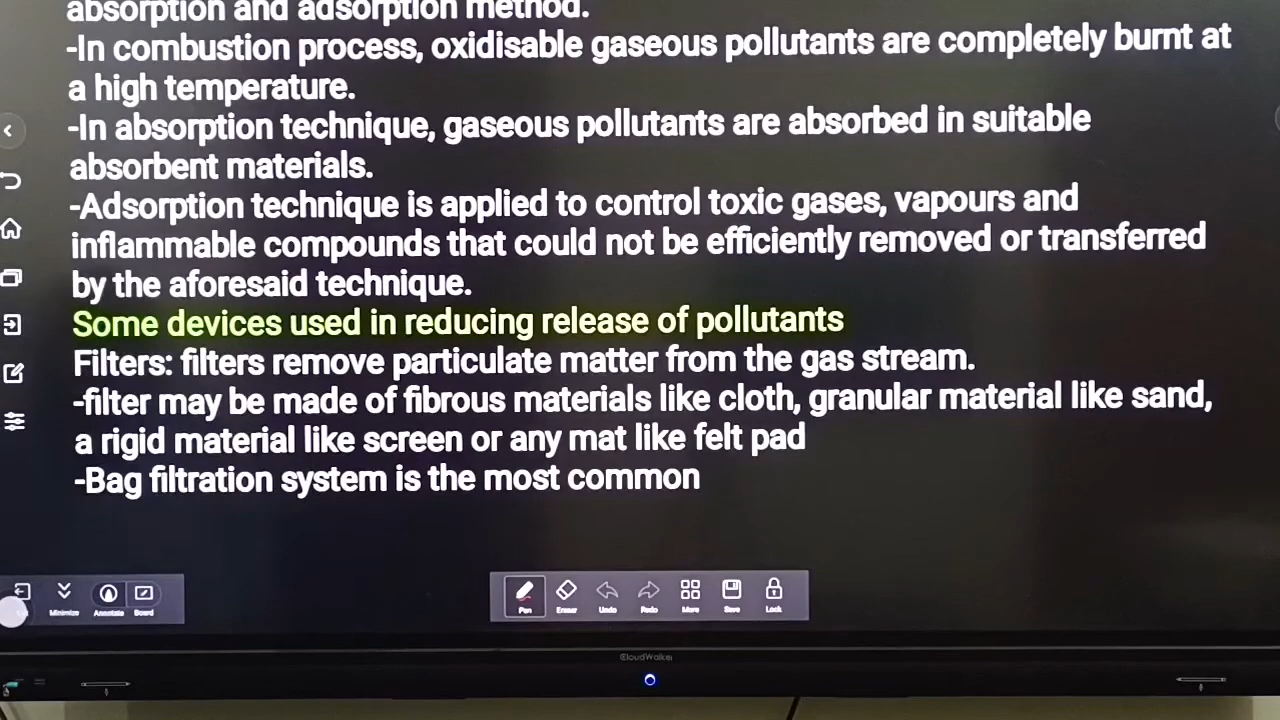 absorption and adsorption method.
-In combustion process, oxidisable gaseous pollutants are completely burnt at
a high temperature.
-In absorption technique, gaseous pollutants are absorbed in suitable
absorbent materials.
-Adsorption technique is applied to control toxic gases, vapours and
inflammable compounds that could not be efficiently removed or transferred
by the aforesaid technique.
Some devices used in reducing release of pollutants
Filters: filters remove particulate matter from the gas stream.
-filter may be made of fibrous materials like cloth, granular material like sand,
a rigid material like screen or any mat like felt pad
-Bag filtration system is the most common
Minimize Annotate Board
Pen Eraser Undo Redo More Save Lock
CloudWalker